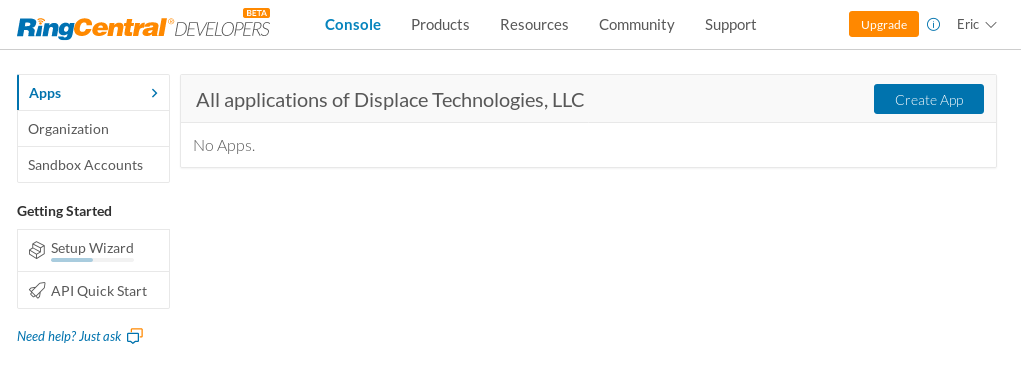 RingCentral® DEVELOPERS BETA
Console Products Resources Community Support
Upgrade Eric
Apps
Organization
Sandbox Accounts
Getting Started
Setup Wizard
API Quick Start
Need help? Just ask
All applications of Displace Technologies, LLC
Create App
No Apps.